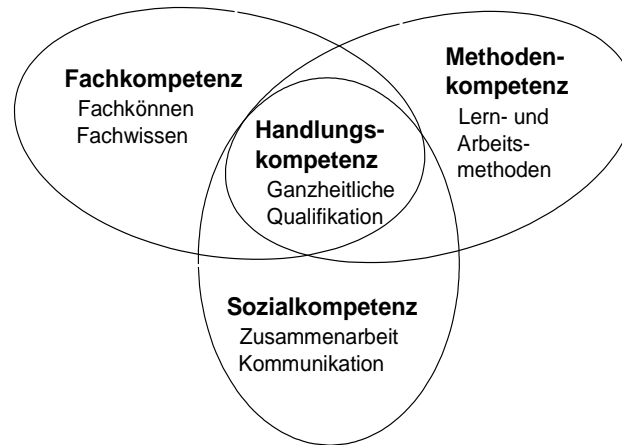 Fachkompetenz
Fachkönnen
Fachwissen
Methoden-
kompetenz
Lern- und
Arbeits-
methoden
Handlungs-
kompetenz
Ganzheitliche
Qualifikation
Sozialkompetenz
Zusammenarbeit
Kommunikation